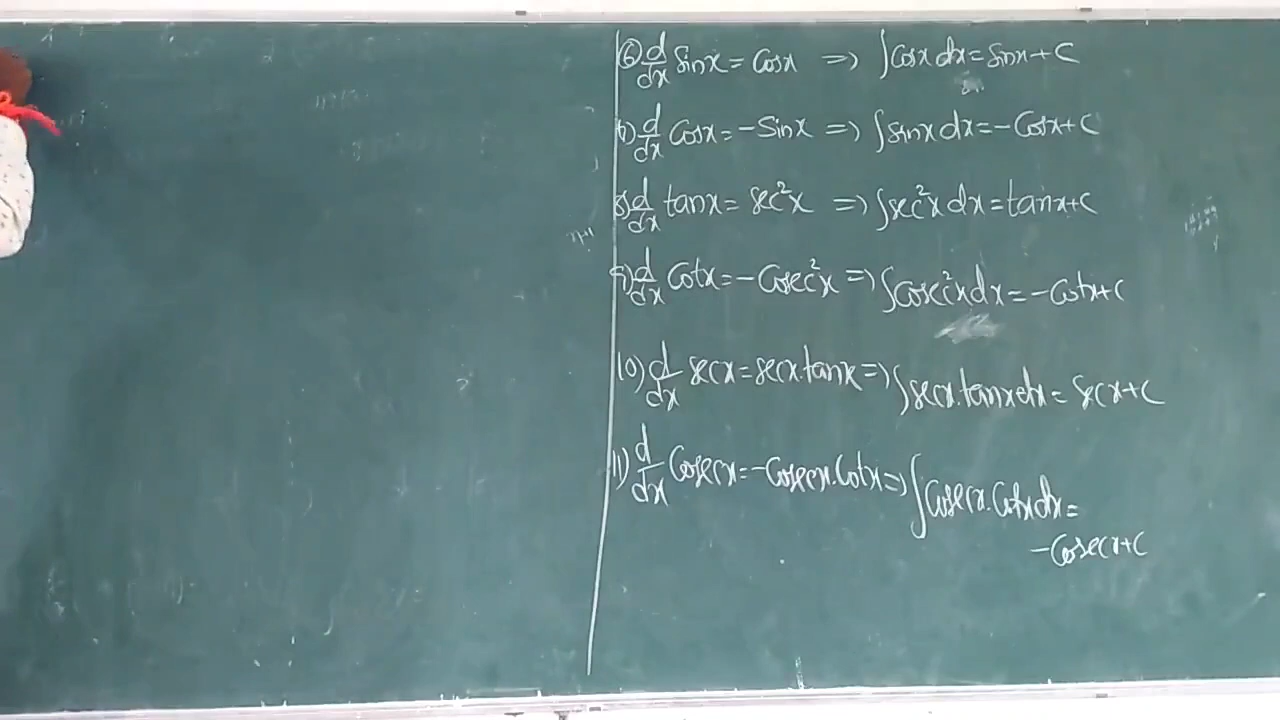 ⑥ d/dx sinx = Cosx => ∫Cosx dx = sinx + C
7) d/dx Cosx = -Sinx => ∫sinx dx = -Cosx + C
8) d/dx tanx = sec²x => ∫sec²x dx = tanx + C
9) d/dx Cotx = -Cosec²x => ∫Cosec²x dx = -Cotx + C
10) d/dx secx = secx.tanx => ∫secx.tanx dx = secx + C
11) d/dx Cosecx = -Cosecx.Cotx => ∫Cosecx.Cotx dx =
-Cosecx + C